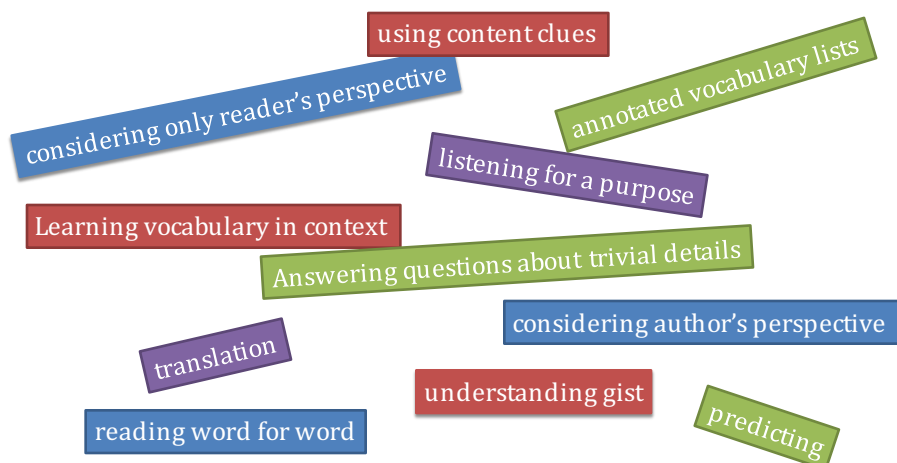 using content clues
considering only reader's perspective
annotated vocabulary lists
listening for a purpose
Learning vocabulary in context
Answering questions about trivial details
considering author's perspective
translation
understanding gist
reading word for word
predicting